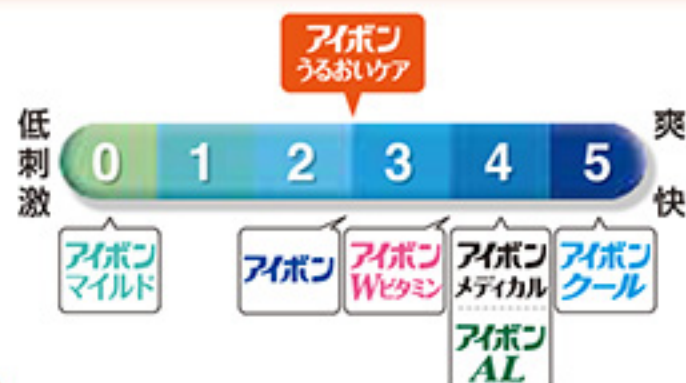 アイボン
うるおいケア
低刺激
0 1 2 3 4 5
爽快
アイボン
マイルド
アイボン
アイボン
Wビタミン
アイボン
メディカル
アイボン
AL
アイボン
クール